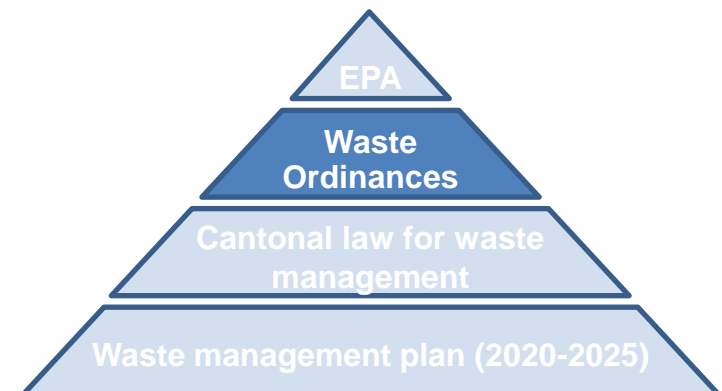 EPA
Waste
Ordinances
Cantonal law for waste
management
Waste management plan (2020-2025)